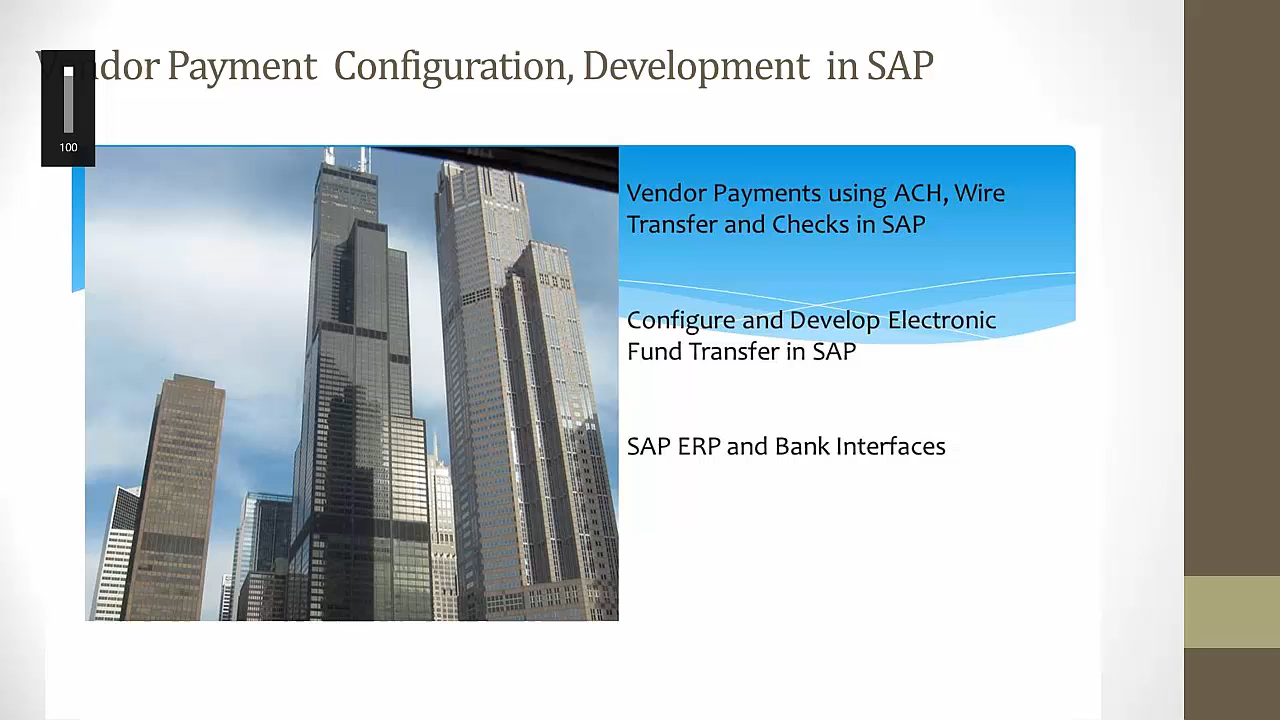 Vendor Payment Configuration, Development in SAP
100
Vendor Payments using ACH, Wire
Transfer and Checks in SAP
Configure and Develop Electronic
Fund Transfer in SAP
SAP ERP and Bank Interfaces